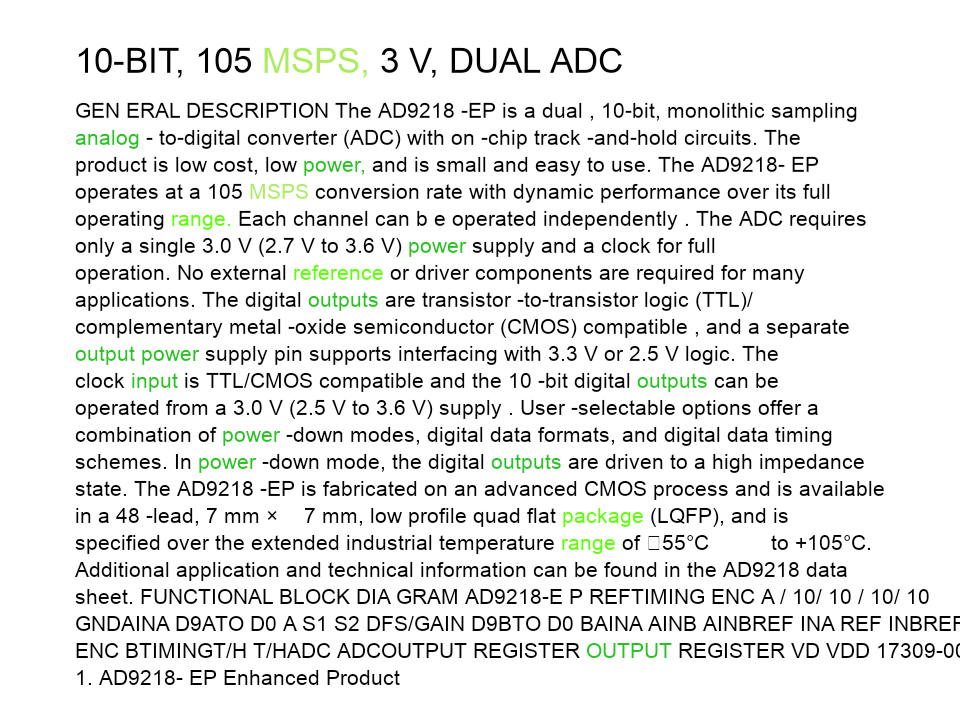 10-BIT, 105 MSPS, 3 V, DUAL ADC
GEN ERAL DESCRIPTION The AD9218 -EP is a dual , 10-bit, monolithic sampling
analog - to-digital converter (ADC) with on -chip track -and-hold circuits. The
product is low cost, low power, and is small and easy to use. The AD9218- EP
operates at a 105 MSPS conversion rate with dynamic performance over its full
operating range. Each channel can b e operated independently . The ADC requires
only a single 3.0 V (2.7 V to 3.6 V) power supply and a clock for full
operation. No external reference or driver components are required for many
applications. The digital outputs are transistor -to-transistor logic (TTL)/
complementary metal -oxide semiconductor (CMOS) compatible , and a separate
output power supply pin supports interfacing with 3.3 V or 2.5 V logic. The
clock input is TTL/CMOS compatible and the 10 -bit digital outputs can be
operated from a 3.0 V (2.5 V to 3.6 V) supply . User -selectable options offer a
combination of power -down modes, digital data formats, and digital data timing
schemes. In power -down mode, the digital outputs are driven to a high impedance
state. The AD9218 -EP is fabricated on an advanced CMOS process and is available
in a 48 -lead, 7 mm × 7 mm, low profile quad flat package (LQFP), and is
specified over the extended industrial temperature range of 55°C to +105°C.
Additional application and technical information can be found in the AD9218 data
sheet. FUNCTIONAL BLOCK DIA GRAM AD9218-E P REFTIMING ENC A / 10/ 10 / 10/ 10
GNDAINA D9ATO D0 A S1 S2 DFS/GAIN D9BTO D0 BAINA AINB AINBREF INA REF INBREF
ENC BTIMINGT/H T/HADC ADCOUTPUT REGISTER OUTPUT REGISTER VD VDD 17309-00
1. AD9218- EP Enhanced Product